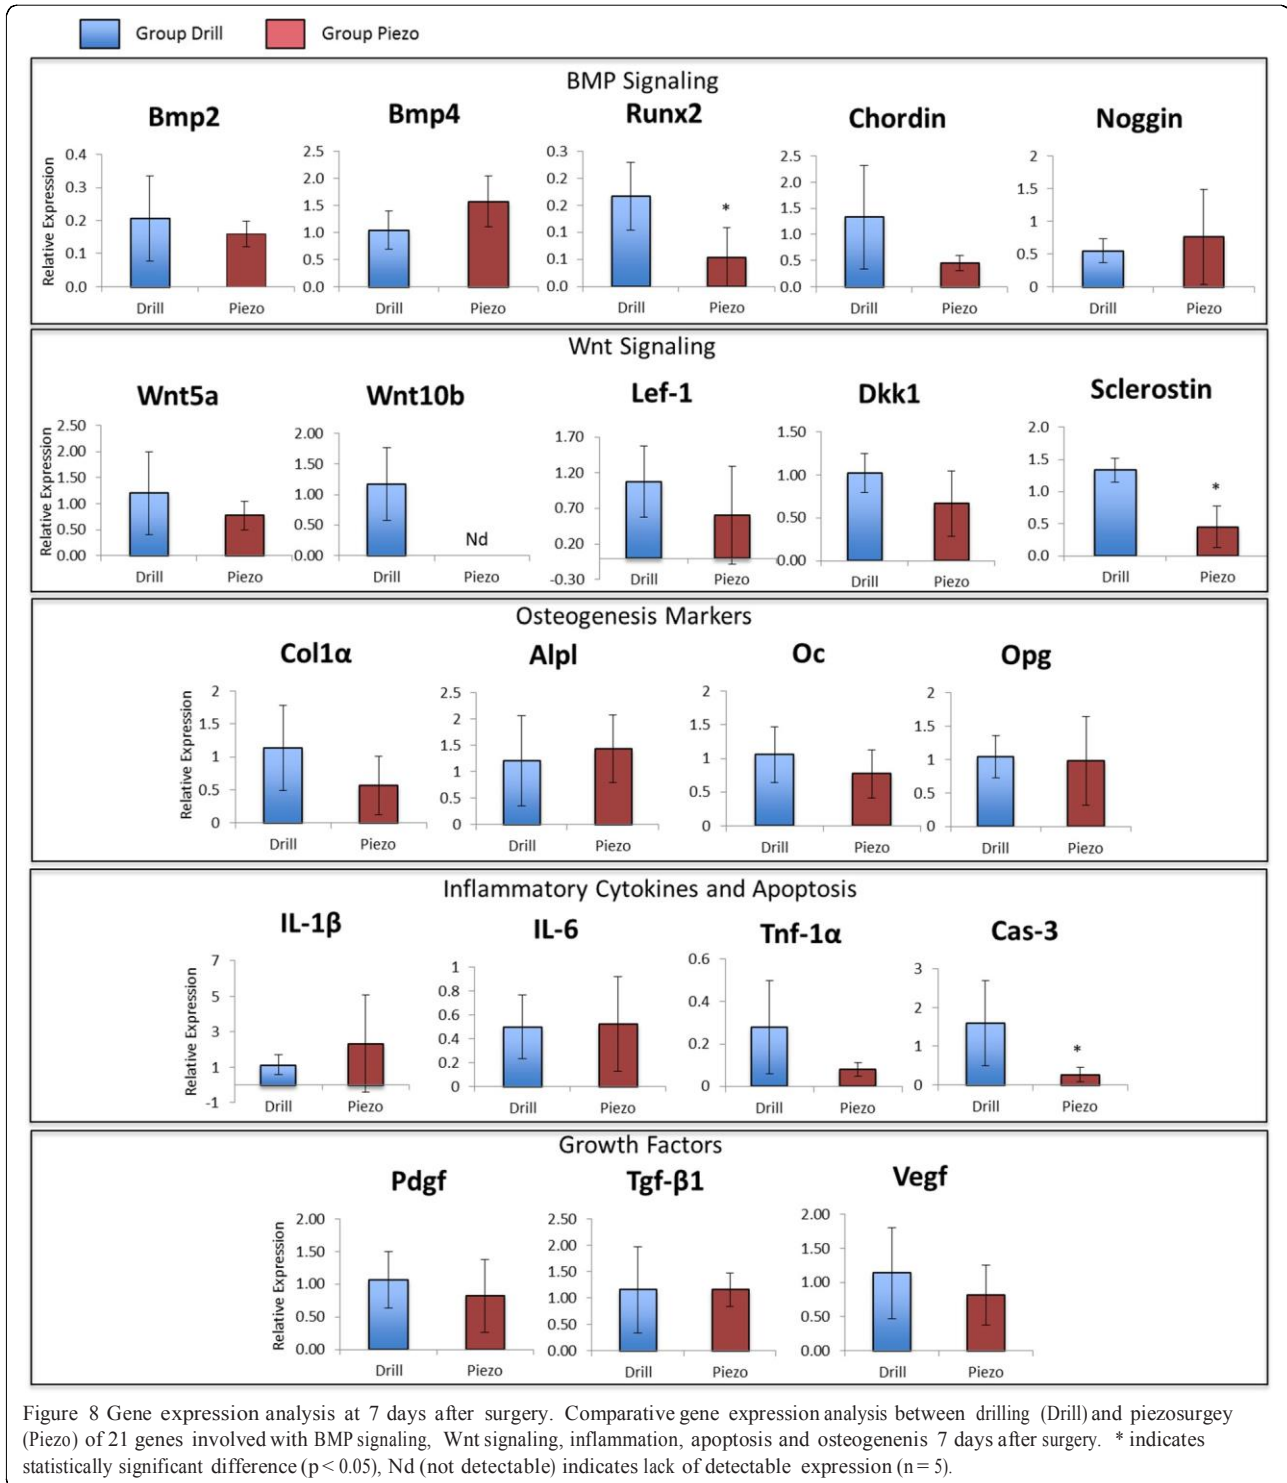 Group Drill Group Piezo
BMP Signaling
Bmp2 Bmp4 Runx2 Chordin Noggin
Relative Expression
0.4
0.3
0.2
0.1
0.0
Drill Piezo
2.5
2.0
1.5
1.0
0.5
0.0
Drill Piezo
0.3
0.2
0.2
0.1
0.1
0.0
*
Drill Piezo
2.5
2.0
1.5
1.0
0.5
0.0
Drill Piezo
2
1.5
1
0.5
0
Drill Piezo
Wnt Signaling
Wnt5a Wnt10b Lef-1 Dkk1 Sclerostin
Relative Expression
2.50
2.00
1.50
1.00
0.50
0.00
Drill Piezo
2.00
1.50
1.00
0.50
0.00
Nd
Drill Piezo
1.70
1.20
0.70
0.20
-0.30
Drill Piezo
1.50
1.00
0.50
0.00
Drill Piezo
2.0
1.5
1.0
0.5
0.0
*
Drill Piezo
Osteogenesis Markers
Col1α Alpl Oc Opg
Relative Expression
2
1.5
1
0.5
0
Drill Piezo
2.5
2
1.5
1
0.5
0
Drill Piezo
2
1.5
1
0.5
0
Drill Piezo
2
1.5
1
0.5
0
Drill Piezo
Inflammatory Cytokines and Apoptosis
IL-1β IL-6 Tnf-1α Cas-3
Relative Expression
7
5
3
1
-1
Drill Piezo
1
0.8
0.6
0.4
0.2
0
Drill Piezo
0.6
0.4
0.2
0
Drill Piezo
3
2
1
0
*
Drill Piezo
Growth Factors
Pdgf Tgf-β1 Vegf
Relative Expression
2.00
1.50
1.00
0.50
0.00
Drill Piezo
2.50
2.00
1.50
1.00
0.50
0.00
Drill Piezo
2.00
1.50
1.00
0.50
0.00
Drill Piezo
Figure 8 Gene expression analysis at 7 days after surgery. Comparative gene expression analysis between drilling (Drill) and piezosurgey
(Piezo) of 21 genes involved with BMP signaling, Wnt signaling, inflammation, apoptosis and osteogenenis 7 days after surgery. * indicates
statistically significant difference (p < 0.05), Nd (not detectable) indicates lack of detectable expression (n = 5).